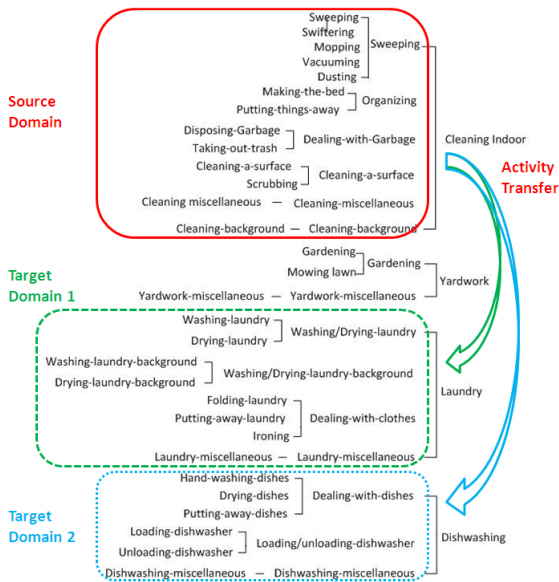 Sweeping
Swiftering
Mopping
Vacuuming
Dusting
Sweeping
Making-the-bed
Putting-things-away
Organizing
Source
Domain
Disposing-Garbage
Taking-out-trash
Dealing-with-Garbage
Cleaning Indoor
Activity
Transfer
Cleaning-a-surface
Scrubbing
Cleaning-a-surface
Cleaning miscellaneous — Cleaning-miscellaneous
Cleaning-background — Cleaning-background
Gardening
Mowing lawn
Gardening
Yardwork
Yardwork-miscellaneous — Yardwork-miscellaneous
Target
Domain 1
Washing-laundry
Drying-laundry
Washing/Drying-laundry
Washing-laundry-background
Drying-laundry-background
Washing/Drying-laundry-background
Laundry
Folding-laundry
Putting-away-laundry
Ironing
Dealing-with-clothes
Laundry-miscellaneous — Laundry-miscellaneous
Hand-washing-dishes
Drying-dishes
Putting-away-dishes
Dealing-with-dishes
Target
Domain 2
Loading-dishwasher
Unloading-dishwasher
Loading/unloading-dishwasher
Dishwashing
Dishwashing-miscellaneous — Dishwashing-miscellaneous